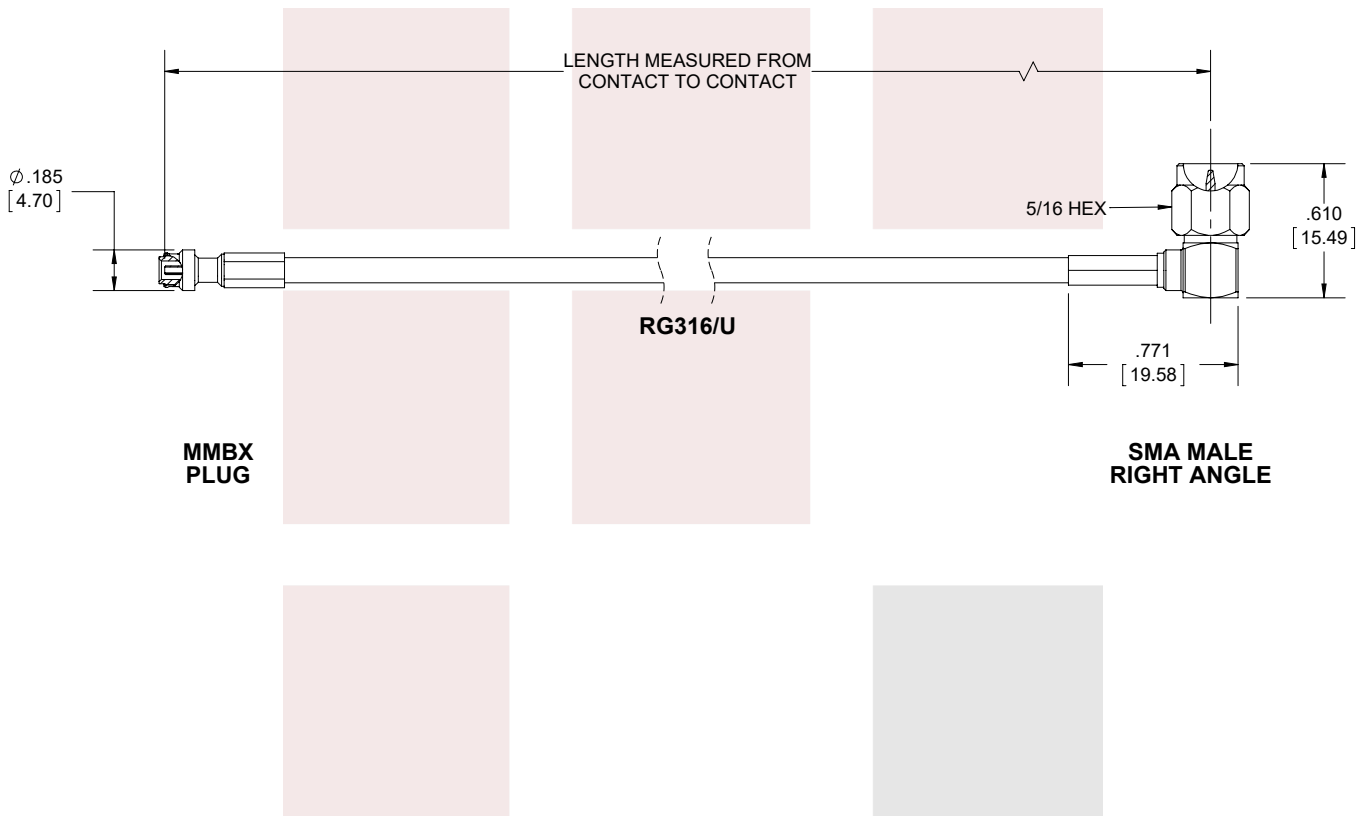 LENGTH MEASURED FROM
CONTACT TO CONTACT
∅.185
[4.70]
5/16 HEX
.610
[15.49]
RG316/U
.771
[19.58]
MMBX
PLUG
SMA MALE
RIGHT ANGLE